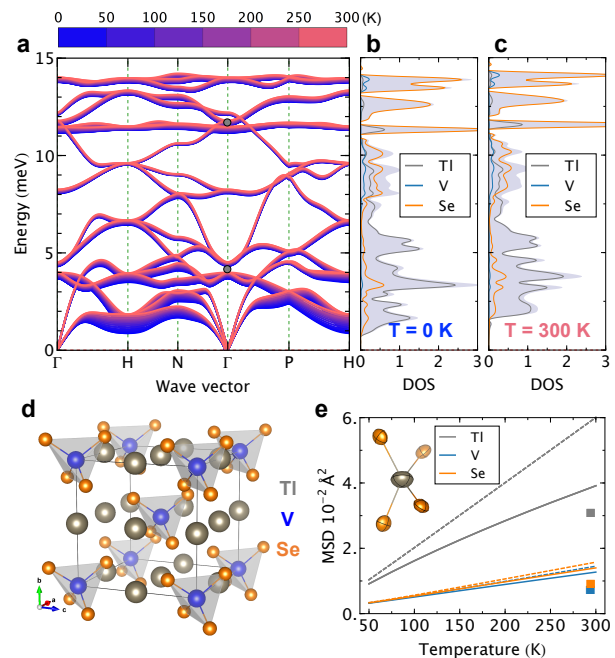 0 50 100 150 200 250 300 (K)
a b c
15
10
5
0
Energy (meV)
Γ H N Γ P H
Wave vector
Tl
V
Se
T = 0 K
0 1 2 3
DOS
Tl
V
Se
T = 300 K
0 1 2 3
DOS
d
Tl
V
Se
b
a
c
e
6.
4.
2.
0
MSD 10⁻² Å²
Tl
V
Se
50 100 150 200 250 300
Temperature (K)